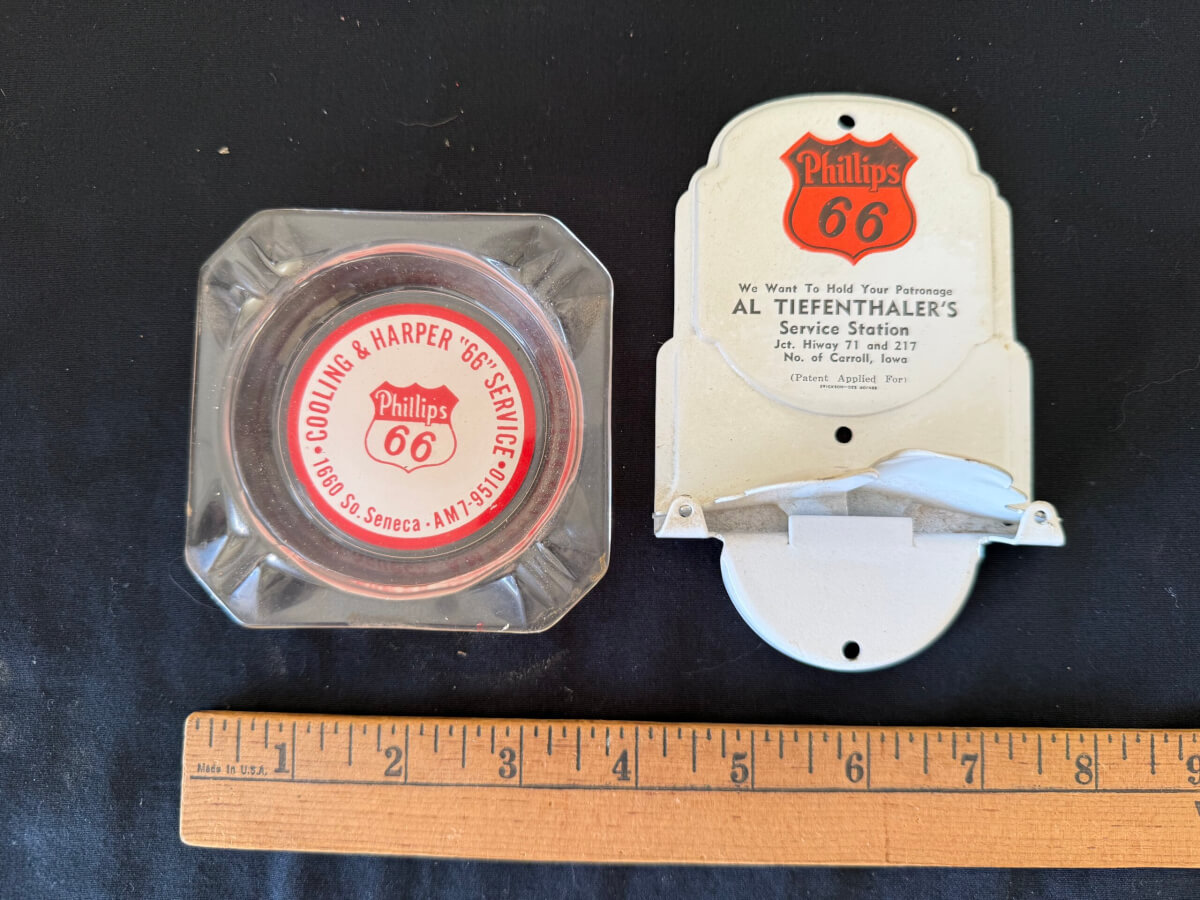 • COOLING & HARPER "66" SERVICE •
1660 So. Seneca - AM7-9510
Phillips
66
Phillips
66
We Want To Hold Your Patronage
AL TIEFENTHALER'S
Service Station
Jct. Hiway 71 and 217
No. of Carroll, Iowa
(Patent Applied For)
Made in U.S.A.
1 2 3 4 5 6 7 8 9